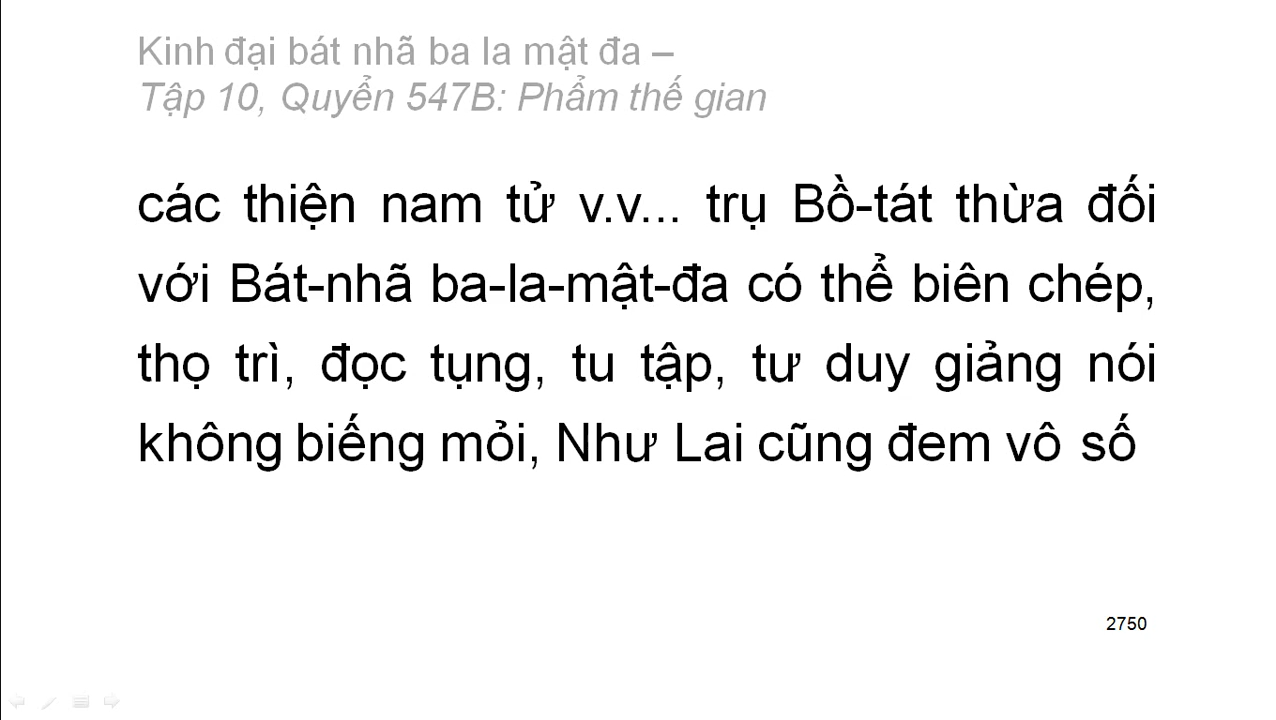 Kinh đại bát nhã ba la mật đa –
Tập 10, Quyển 547B: Phẩm thế gian
các thiện nam tử v.v... trụ Bồ-tát thừa đối
với Bát-nhã ba-la-mật-đa có thể biên chép,
thọ trì, đọc tụng, tu tập, tư duy giảng nói
không biếng mỏi, Như Lai cũng đem vô số
2750